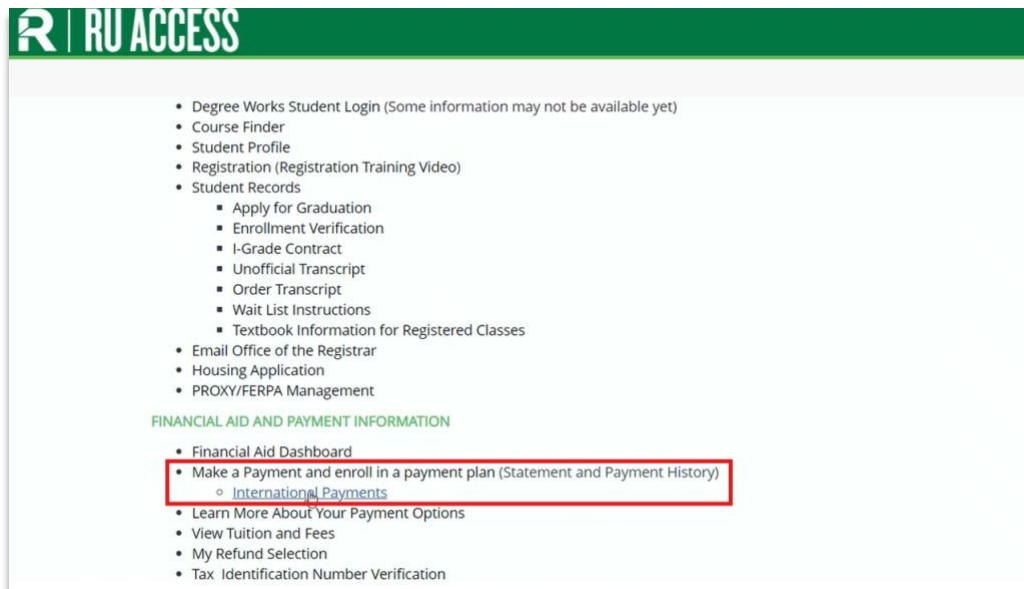 R | RU ACCESS
Degree Works Student Login (Some information may not be available yet)
Course Finder
Student Profile
Registration (Registration Training Video)
Student Records
Apply for Graduation
Enrollment Verification
I-Grade Contract
Unofficial Transcript
Order Transcript
Wait List Instructions
Textbook Information for Registered Classes
Email Office of the Registrar
Housing Application
PROXY/FERPA Management
FINANCIAL AID AND PAYMENT INFORMATION
Financial Aid Dashboard
Make a Payment and enroll in a payment plan (Statement and Payment History)
International Payments
Learn More About Your Payment Options
View Tuition and Fees
My Refund Selection
Tax Identification Number Verification